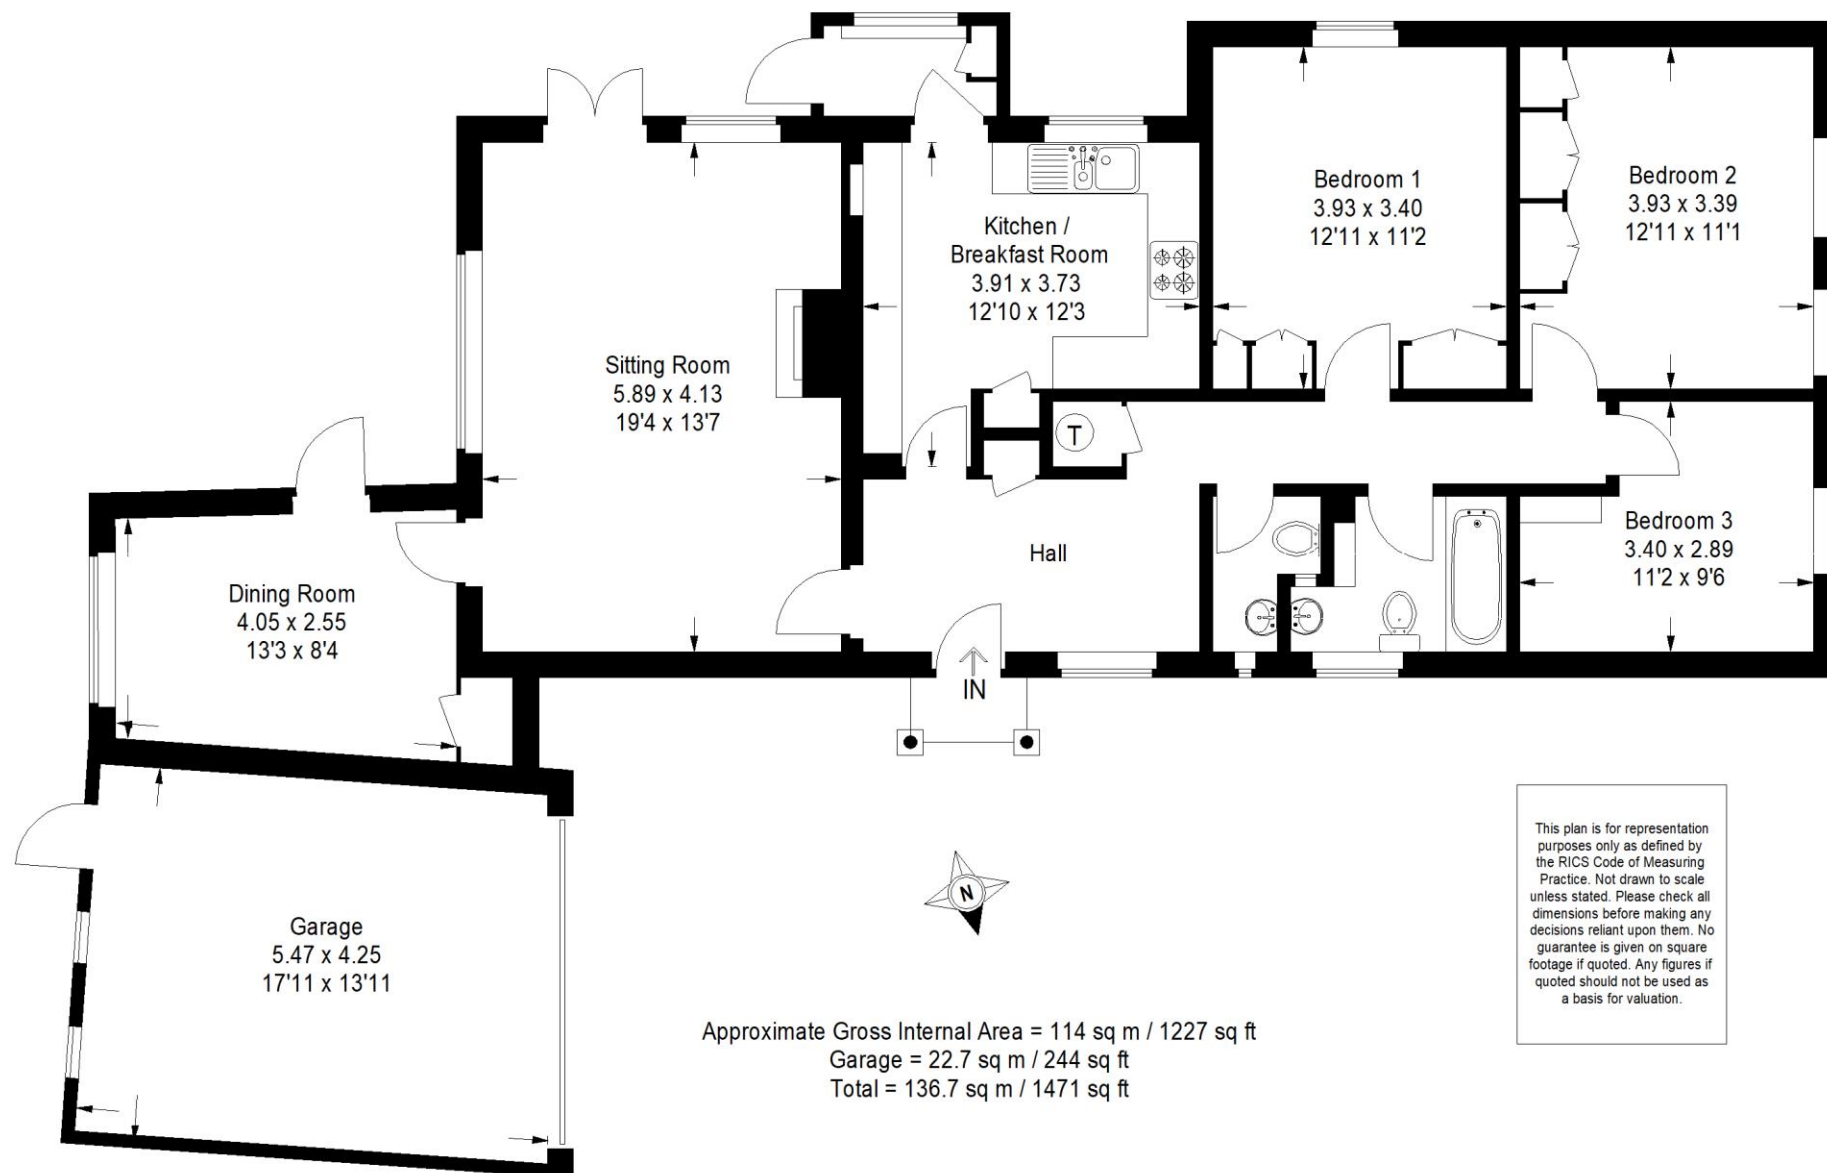 Bedroom 1
3.93 x 3.40
12'11 x 11'2
Bedroom 2
3.93 x 3.39
12'11 x 11'1
Kitchen /
Breakfast Room
3.91 x 3.73
12'10 x 12'3
Sitting Room
5.89 x 4.13
19'4 x 13'7
T
Hall
Bedroom 3
3.40 x 2.89
11'2 x 9'6
Dining Room
4.05 x 2.55
13'3 x 8'4
IN
Garage
5.47 x 4.25
17'11 x 13'11
N
This plan is for representation
purposes only as defined by
the RICS Code of Measuring
Practice. Not drawn to scale
unless stated. Please check all
dimensions before making any
decisions reliant upon them. No
guarantee is given on square
footage if quoted. Any figures if
quoted should not be used as
a basis for valuation.
Approximate Gross Internal Area = 114 sq m / 1227 sq ft
Garage = 22.7 sq m / 244 sq ft
Total = 136.7 sq m / 1471 sq ft